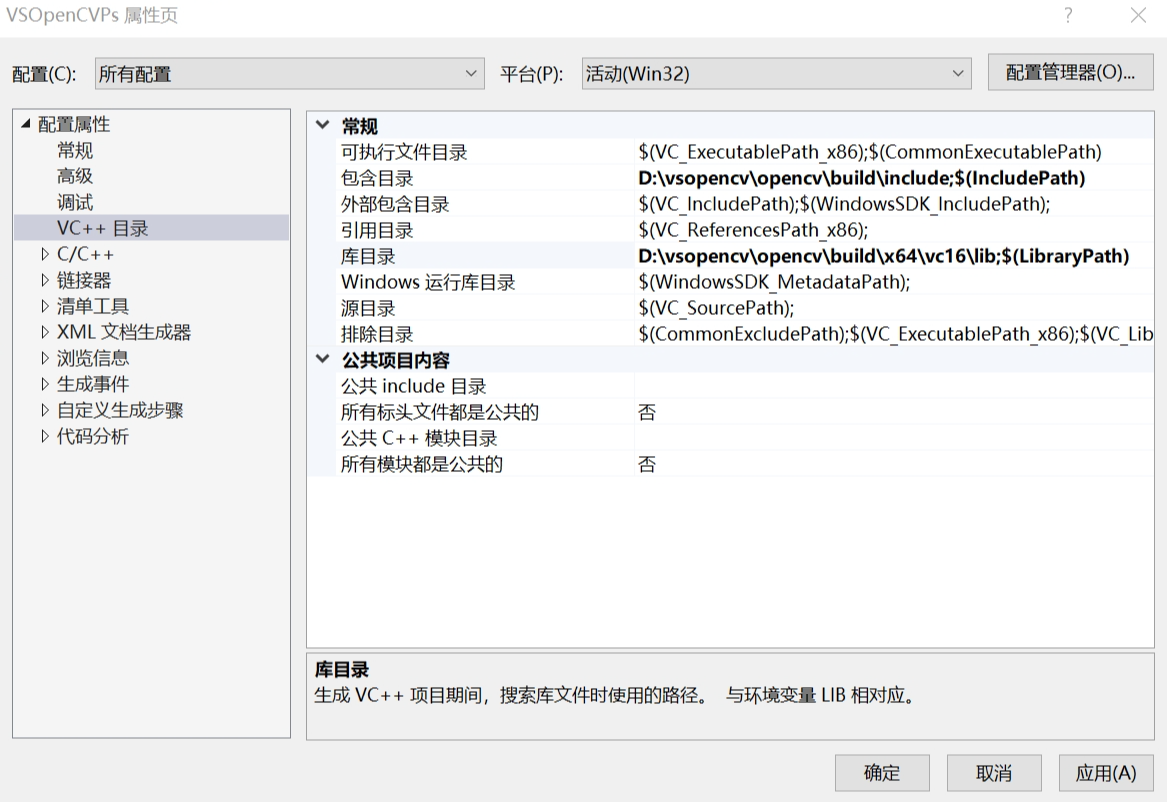 VSOpenCVPs 属性页
配置(C): 所有配置 平台(P): 活动(Win32) 配置管理器(O)...
配置属性
常规
高级
调试
VC++ 目录
C/C++
链接器
清单工具
XML 文档生成器
浏览信息
生成事件
自定义生成步骤
代码分析
常规
可执行文件目录 $(VC_ExecutablePath_x86);$(CommonExecutablePath)
包含目录 D:\vsopencv\opencv\build\include;$(IncludePath)
外部包含目录 $(VC_IncludePath);$(WindowsSDK_IncludePath);
引用目录 $(VC_ReferencesPath_x86);
库目录 D:\vsopencv\opencv\build\x64\vc16\lib;$(LibraryPath)
Windows 运行库目录 $(WindowsSDK_MetadataPath);
源目录 $(VC_SourcePath);
排除目录 $(CommonExcludePath);$(VC_ExecutablePath_x86);$(VC_Lib
公共项目内容
公共 include 目录
所有标头文件都是公共的 否
公共 C++ 模块目录
所有模块都是公共的 否
库目录
生成 VC++ 项目期间，搜索库文件时使用的路径。 与环境变量 LIB 相对应。
确定 取消 应用(A)